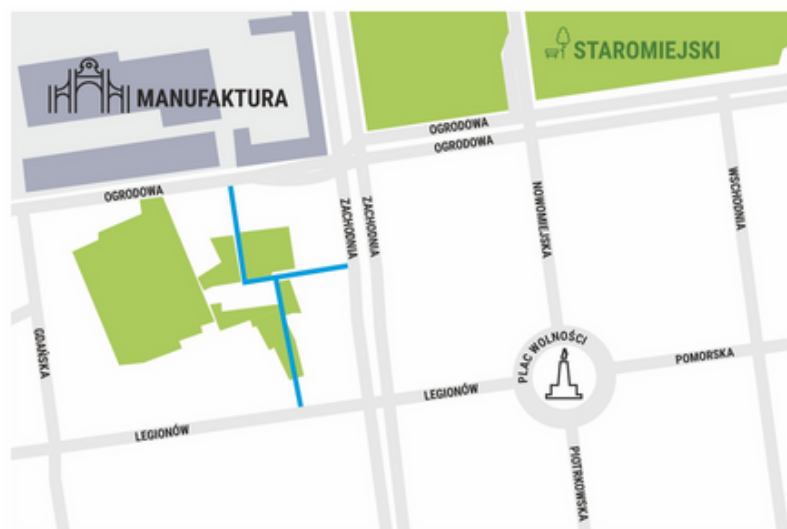 STAROMIEJSKI
MANUFAKTURA
OGRODOWA
OGRODOWA
OGRODOWA
ZACHODNIA
ZACHODNIA
NOWOMIEJSKA
WSCHODNIA
GDAŃSKA
PLAC WOLNOŚCI
POMORSKA
LEGIONÓW
LEGIONÓW
PIOTRKOWSKA